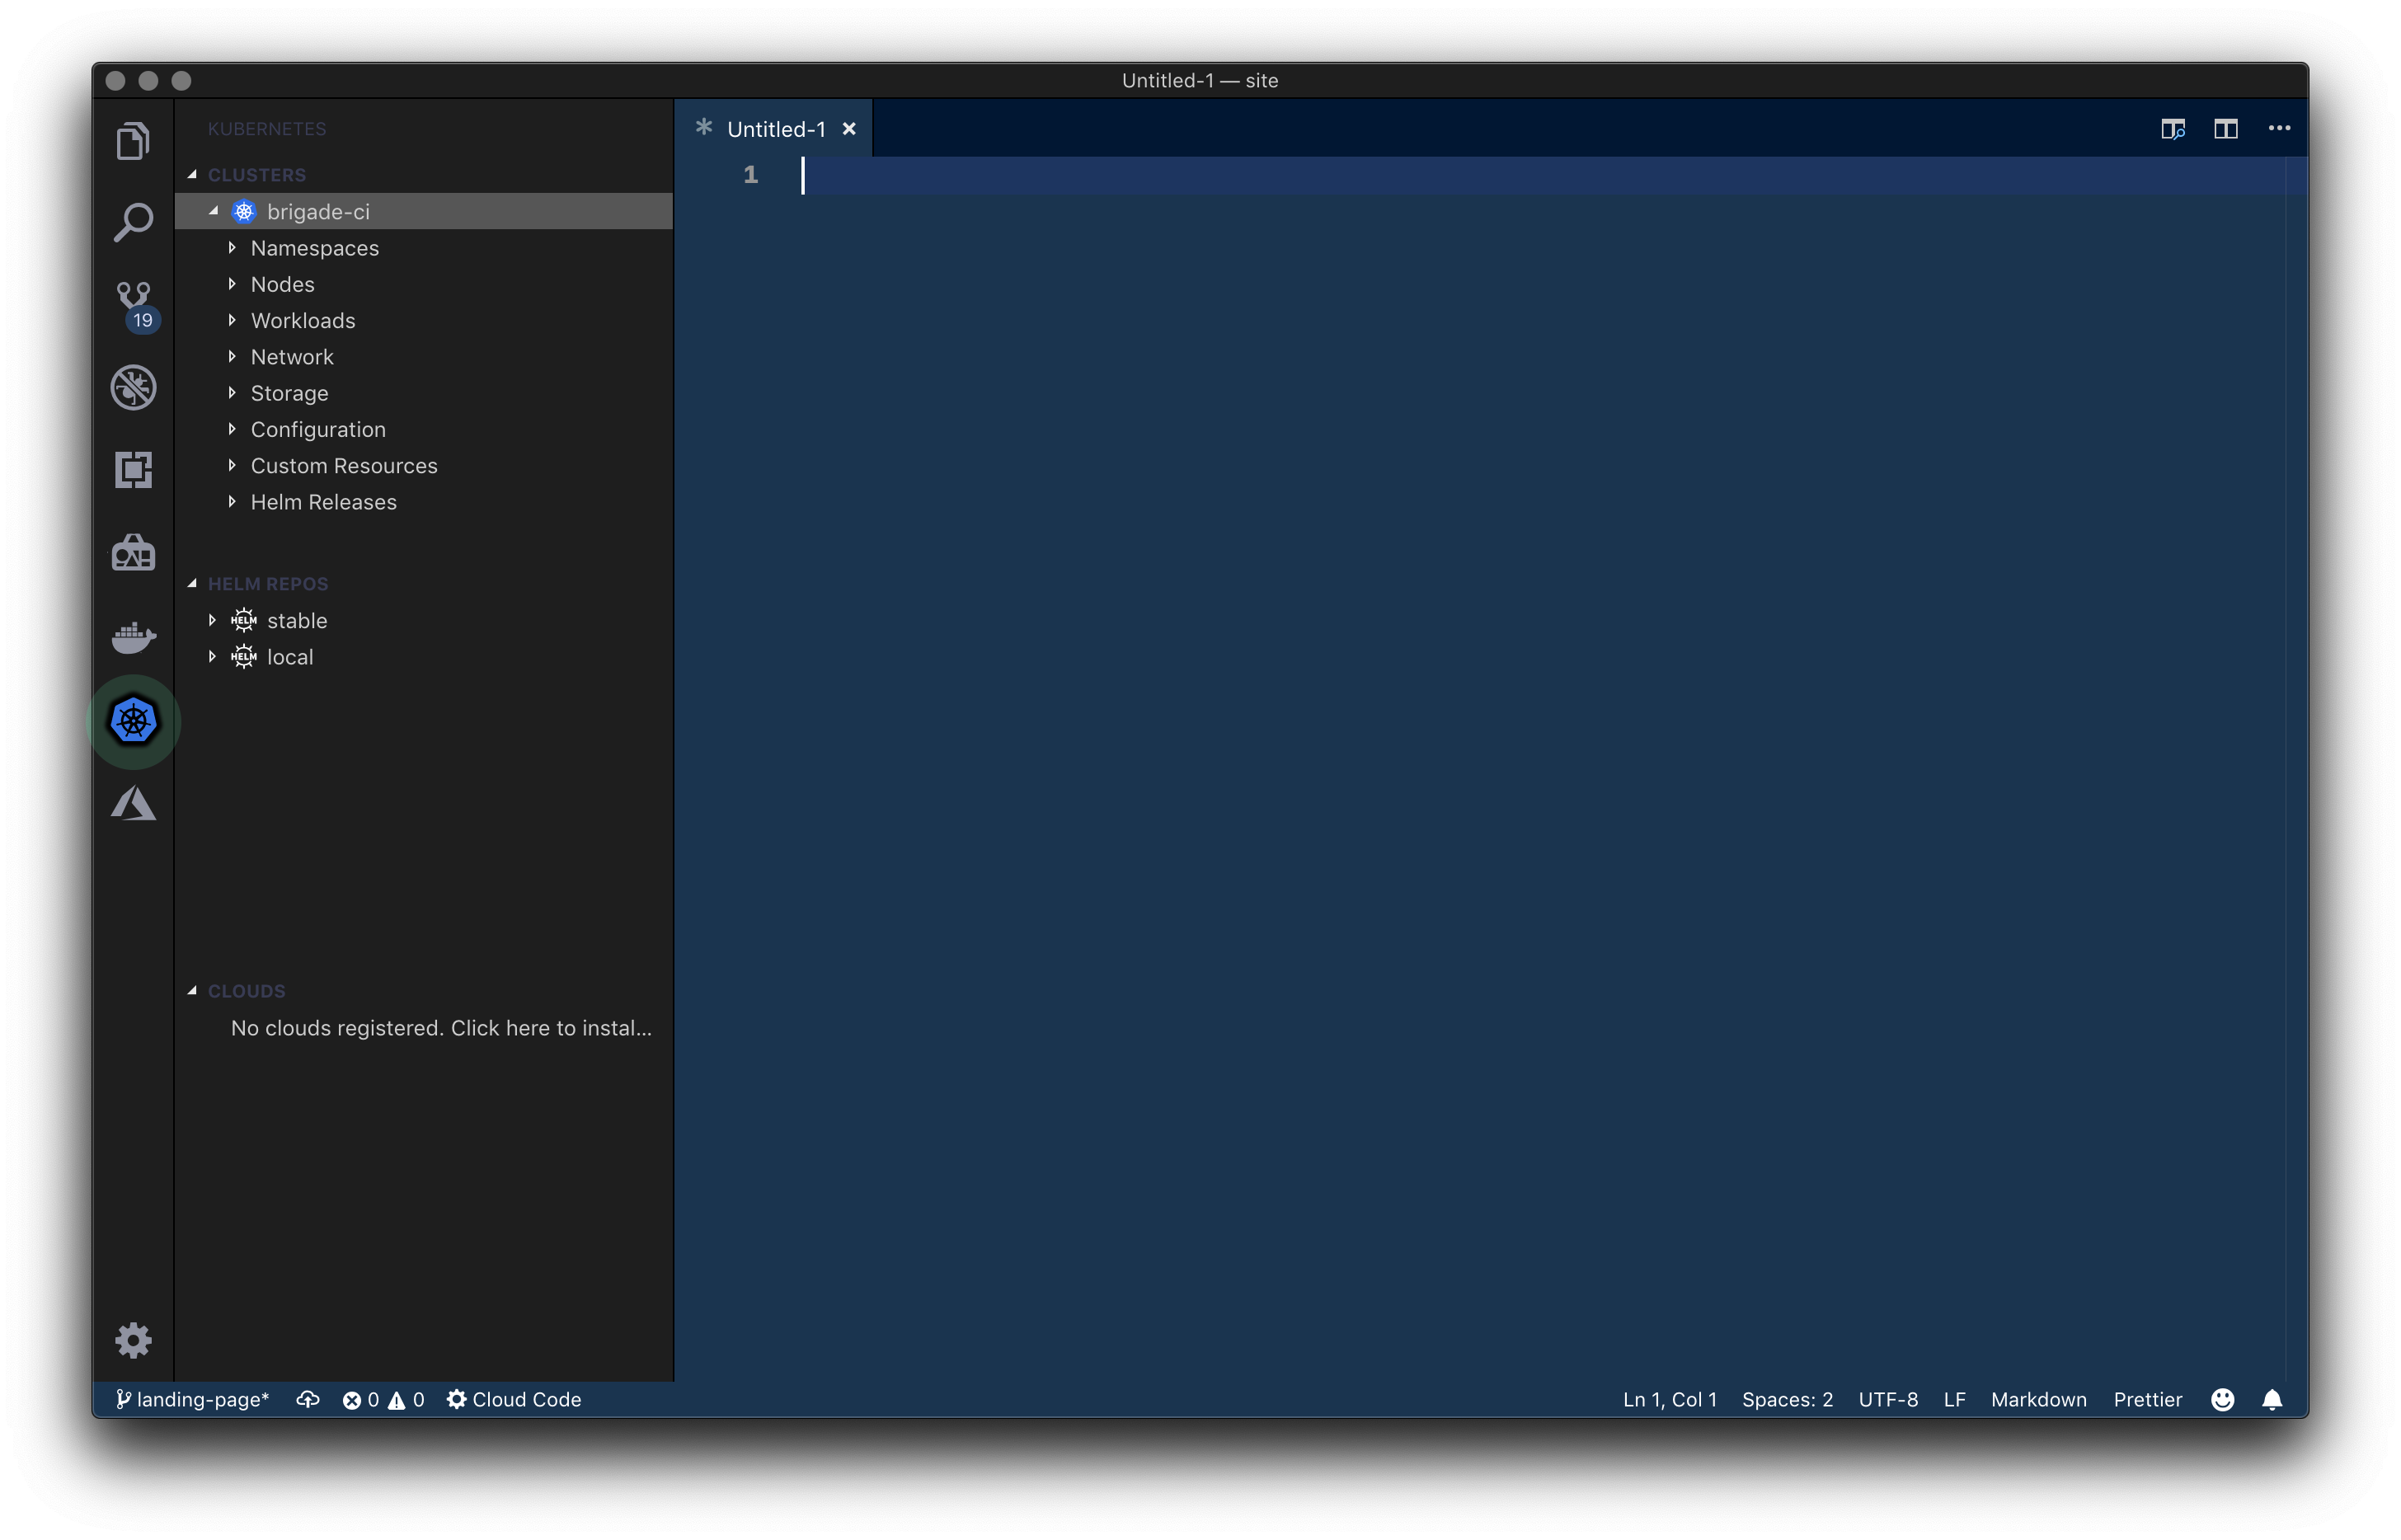 Untitled-1 — site
KUBERNETES
CLUSTERS
brigade-ci
Namespaces
Nodes
Workloads
Network
Storage
Configuration
Custom Resources
Helm Releases
HELM REPOS
HELM stable
HELM local
CLOUDS
No clouds registered. Click here to instal...
19
Untitled-1
1
landing-page* 0 0 Cloud Code
Ln 1, Col 1 Spaces: 2 UTF-8 LF Markdown Prettier